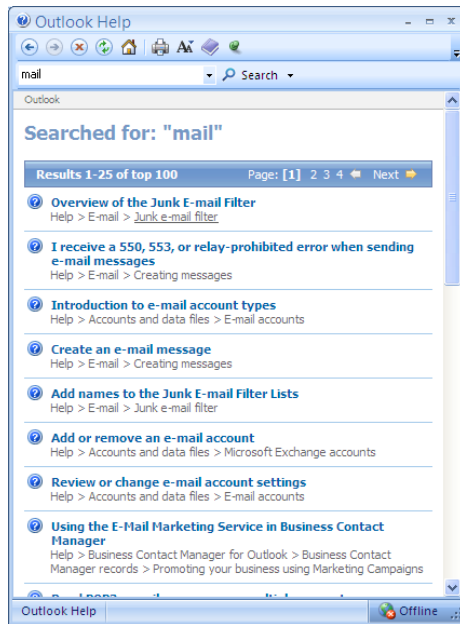 Outlook Help
mail
Search
Outlook
Searched for: "mail"
Results 1-25 of top 100 Page: [1] 2 3 4 Next
Overview of the Junk E-mail Filter
Help > E-mail > Junk e-mail filter
I receive a 550, 553, or relay-prohibited error when sending
e-mail messages
Help > E-mail > Creating messages
Introduction to e-mail account types
Help > Accounts and data files > E-mail accounts
Create an e-mail message
Help > E-mail > Creating messages
Add names to the Junk E-mail Filter Lists
Help > E-mail > Junk e-mail filter
Add or remove an e-mail account
Help > Accounts and data files > Microsoft Exchange accounts
Review or change e-mail account settings
Help > Accounts and data files > E-mail accounts
Using the E-Mail Marketing Service in Business Contact
Manager
Help > Business Contact Manager for Outlook > Business Contact
Manager records > Promoting your business using Marketing Campaigns
Outlook Help
Offline